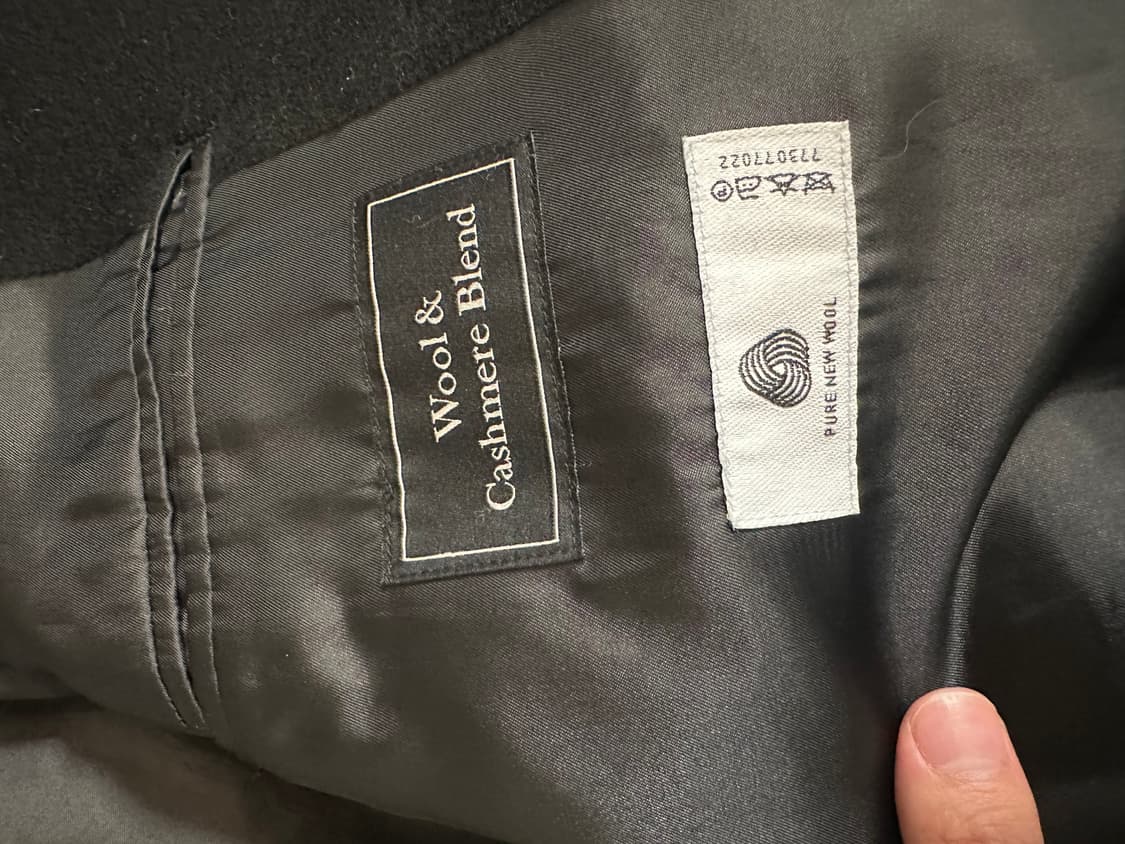 Wool &
Cashmere Blend
PURE NEW WOOL
773077022